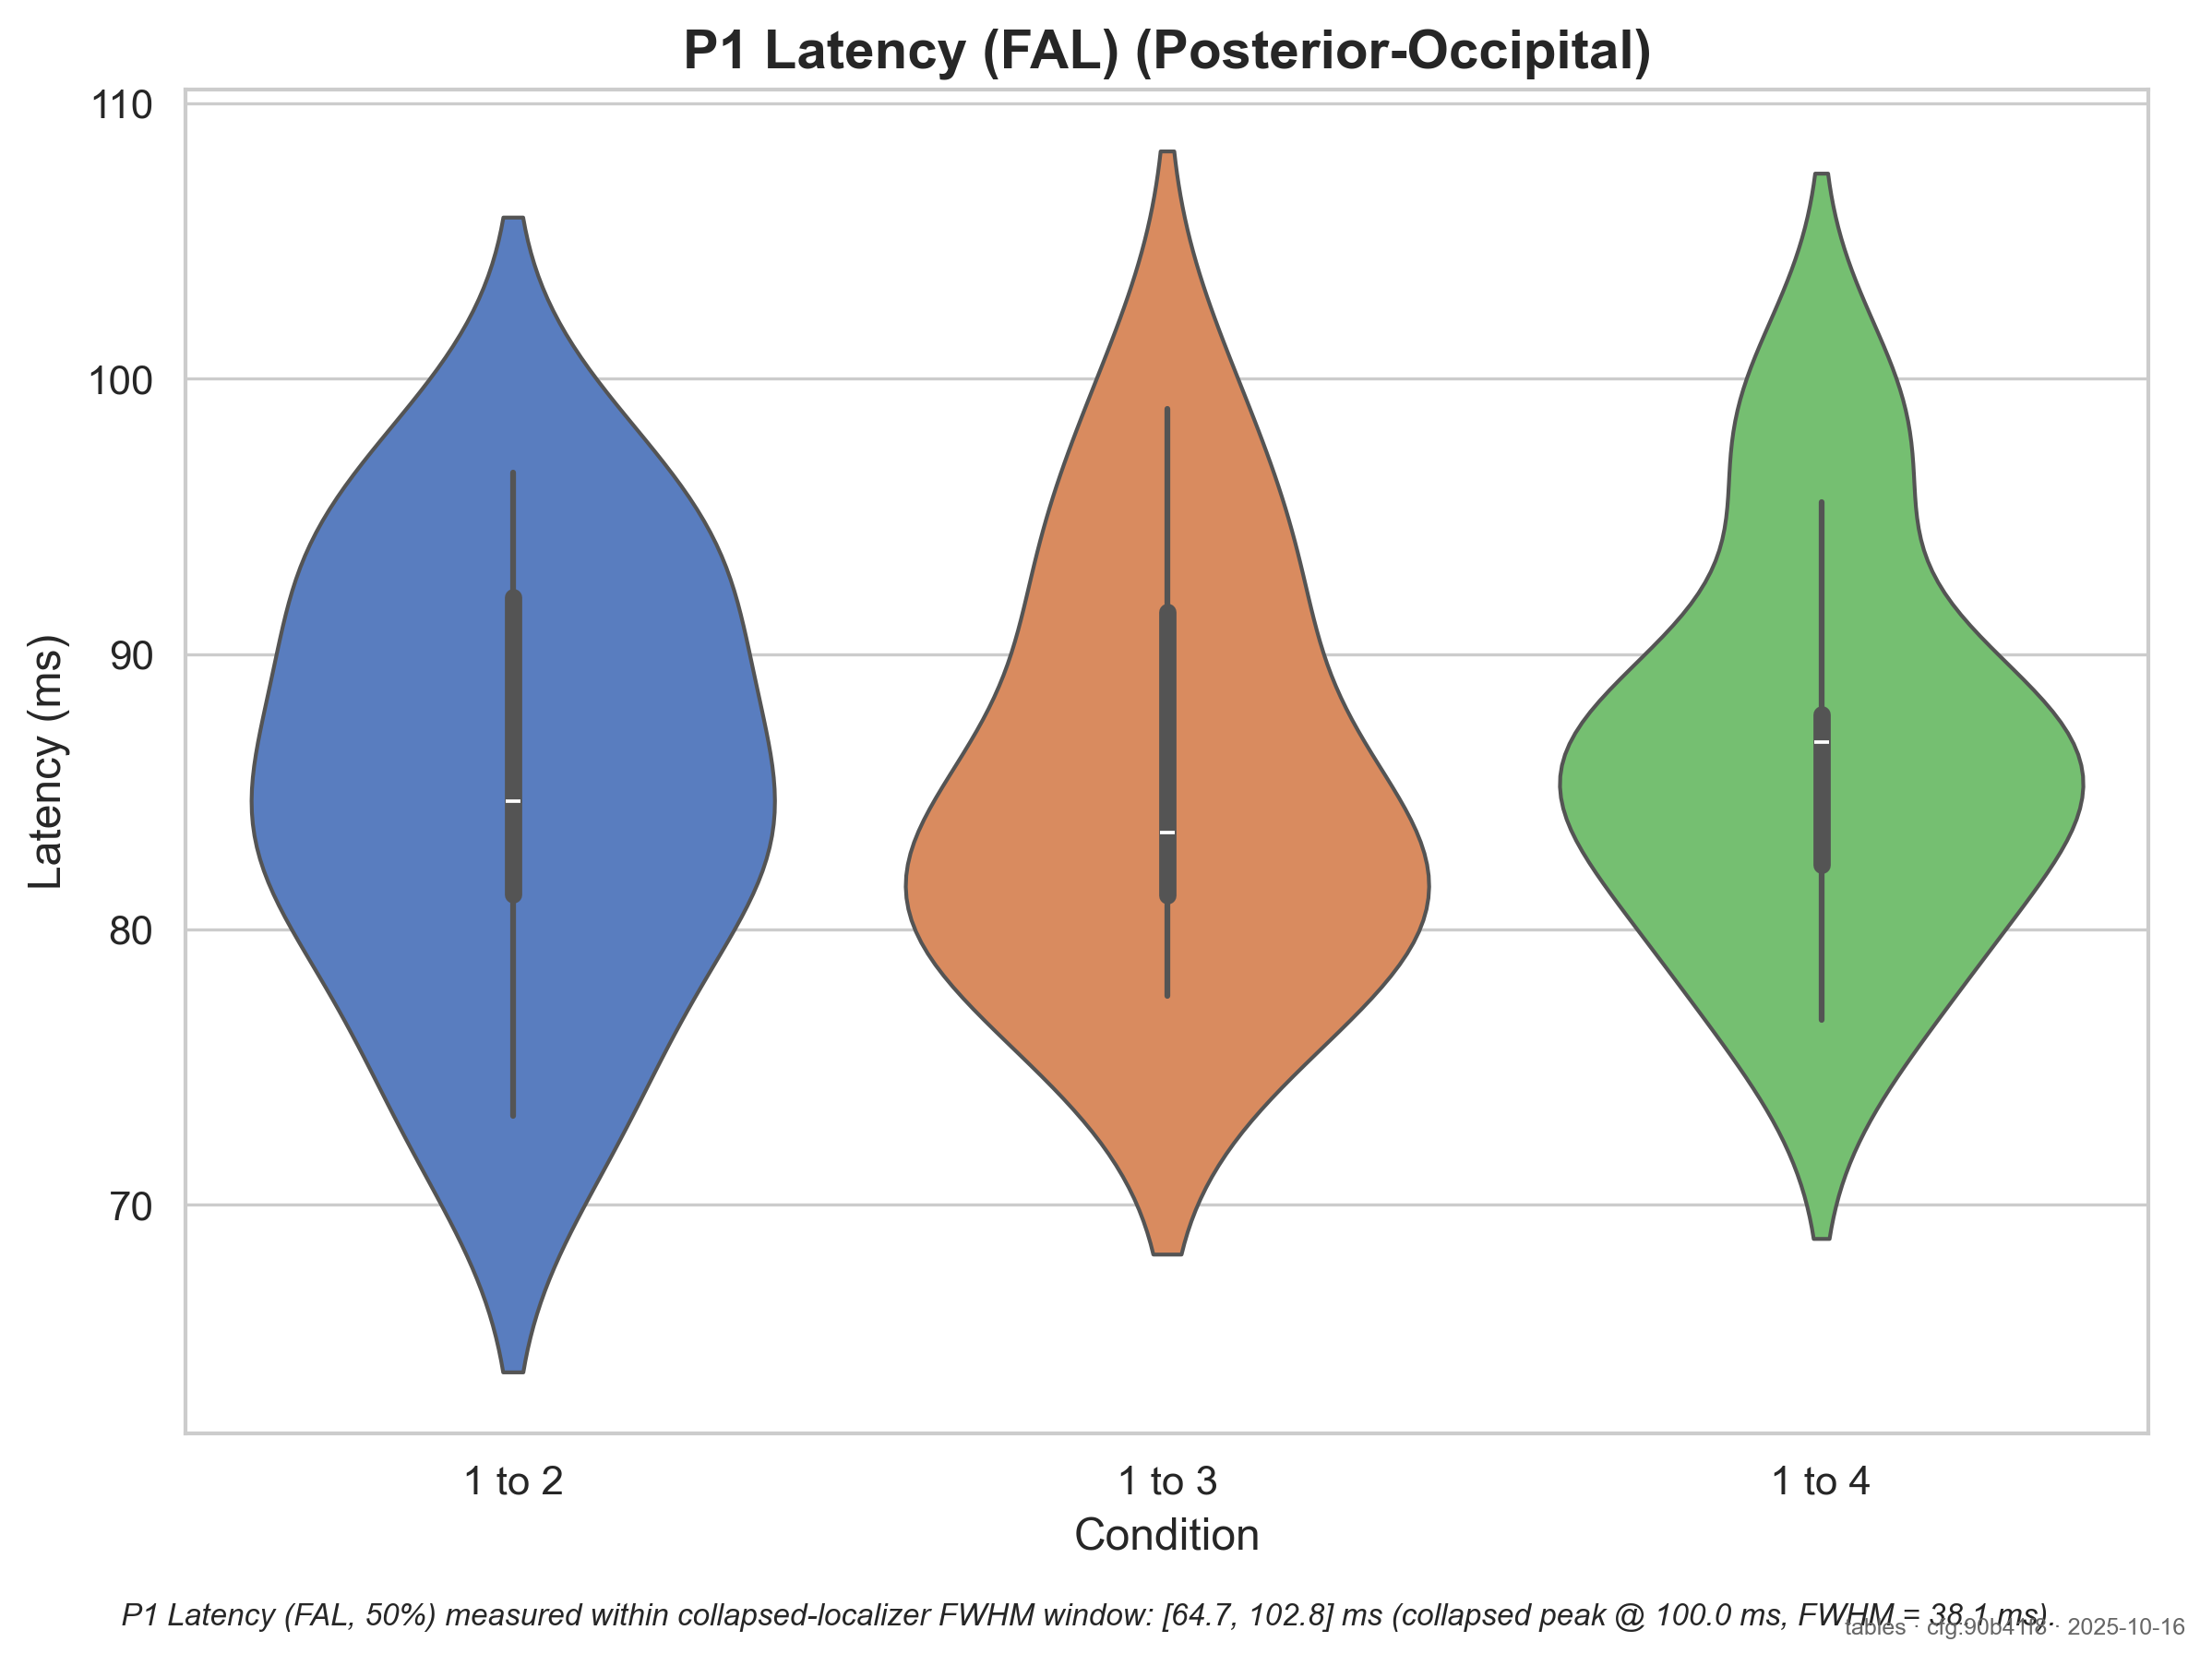 P1 Latency (FAL) (Posterior-Occipital)
110
100
90
80
70
Latency (ms)
1 to 2
1 to 3
1 to 4
Condition
P1 Latency (FAL, 50%) measured within collapsed-localizer FWHM window: [64.7, 102.8] ms (collapsed peak @ 100.0 ms, FWHM = 38.1 ms).
tables · · 2025-10-16